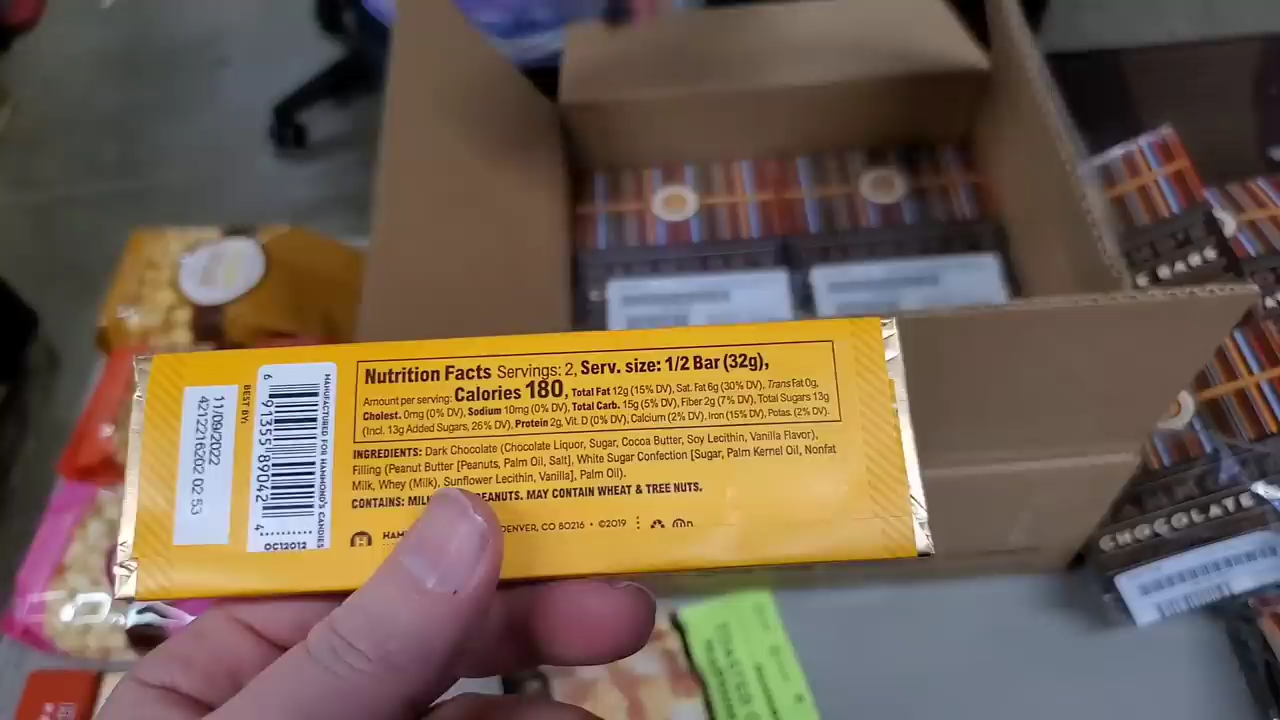 Nutrition Facts Servings: 2, Serv. size: 1/2 Bar (32g),
Amount per serving: Calories 180, Total Fat 12g (15% DV), Sat. Fat 6g (30% DV), Trans Fat 0g,
Cholest. 0mg (0% DV), Sodium 10mg (0% DV), Total Carb. 15g (5% DV), Fiber 2g (7% DV), Total Sugars 13g
(Incl. 13g Added Sugars, 26% DV), Protein 2g, Vit. D (0% DV), Calcium (2% DV), Iron (15% DV), Potas. (2% DV).
INGREDIENTS: Dark Chocolate (Chocolate Liquor, Sugar, Cocoa Butter, Soy Lecithin, Vanilla Flavor),
Filling (Peanut Butter [Peanuts, Palm Oil, Salt], White Sugar Confection [Sugar, Palm Kernel Oil, Nonfat
Milk, Whey (Milk), Sunflower Lecithin, Vanilla], Palm Oil).
CONTAINS: MAY CONTAIN WHEAT & TREE NUTS.
DENVER, CO 80216 • ©2019
MANUFACTURED FOR HAMMOND'S CANDIES
6 91355 89042 4
OC12012
BEST BY:
11/09/2022
4212216202 02 53
CHOCOLATE